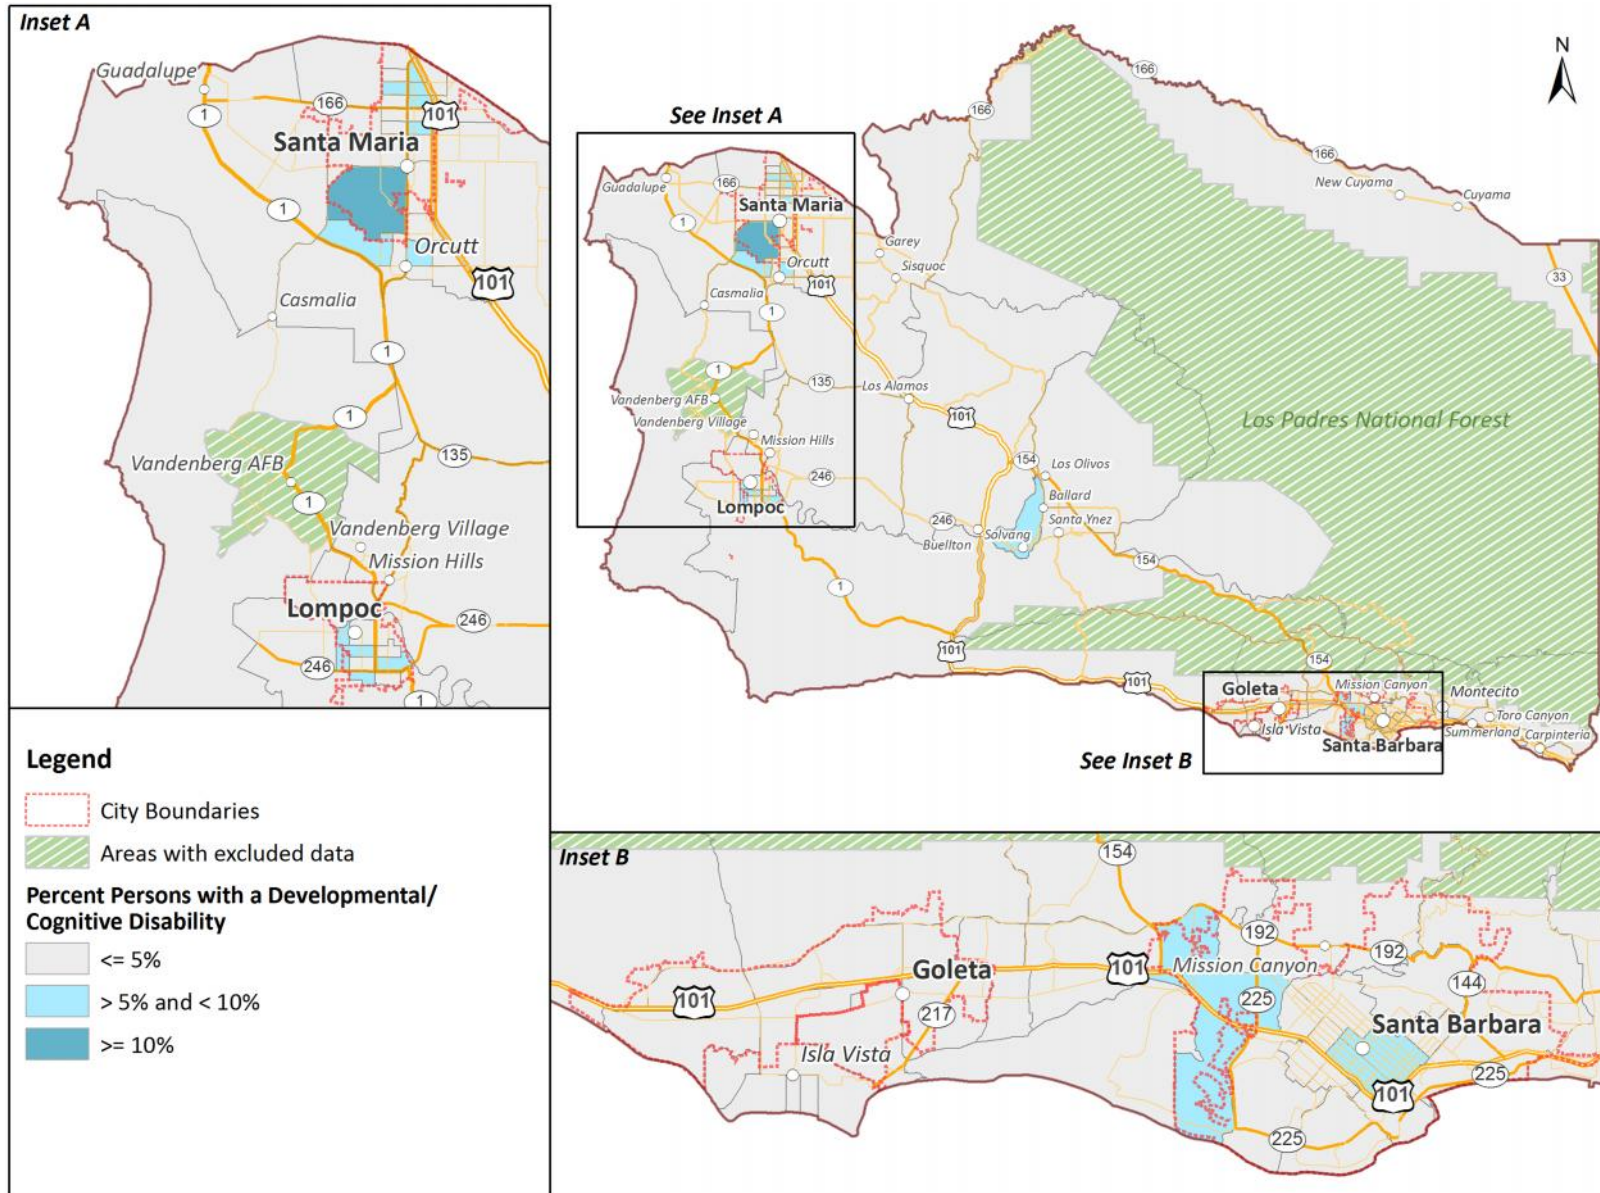 Inset A
Guadalupe
1
166
101
Santa Maria
1
Orcutt
101
Casmalia
1
1
135
Vandenberg AFB
1
Vandenberg Village
Mission Hills
Lompoc
246
246
1
Legend
City Boundaries
Areas with excluded data
Percent Persons with a Developmental/
Cognitive Disability
<= 5%
> 5% and < 10%
>= 10%
See Inset A
N
166
166
166
New Cuyama
Cuyama
33
Guadalupe
166
Santa Maria
1
Garey
Sisquoc
Orcutt
101
Casmalia
1
1
135
Los Alamos
Vandenberg AFB
Vandenberg Village
Mission Hills
101
Los Padres National Forest
246
154
Los Olivos
Ballard
Lompoc
246
Santa Ynez
Solvang
Buellton
154
1
101
154
101
Goleta
Mission Canyon
Montecito
Toro Canyon
Isla Vista
Summerland
Carpinteria
Santa Barbara
See Inset B
Inset B
154
192
192
101
Goleta
101
Mission Canyon
144
225
217
Santa Barbara
Isla Vista
225
101
225